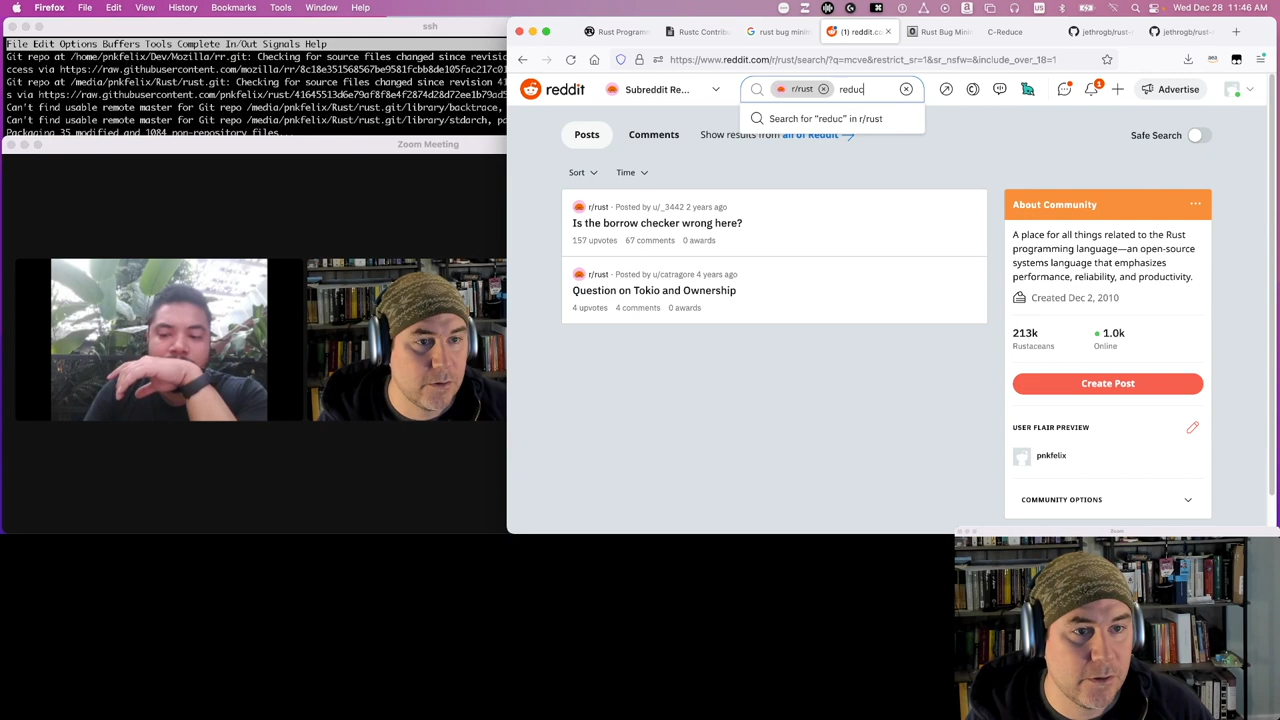 Firefox File Edit View History Bookmarks Tools Window Help
Wed Nov 2 11:46 AM
ssh
File Edit Options Buffers Tools Complete In/Out Signals Help
Git repo at /home/pnkfelix/Dev/Mozilla/rr.git: Checking for source files changed since revision
ccess via https://raw.githubusercontent.com/mozilla/rr/
Git repo at /media/pnkfelix/Rust/rust.git: Checking for source files changed since revision 41
s via https://raw.githubusercontent.com/pnkfelix/rust/
Can't find usable remote master for Git repo /media/pnkfelix/Rust/rust.git/library/backtrace,
Can't find usable remote master for Git repo /media/pnkfelix/Rust/rust.git/library/stdarch, p
Packaging 35 modified and 1084 non-repository files...
Zoom Meeting
Rust Programm
Rustc Contribu
rust bug minim
(1) reddit.co
Rust Bug Mini
C-Reduce
jethrogb/rust-
jethrogb/rust-
https://www.reddit.com/r/rust/search/?q=mcve&restrict_sr=1&sr_nsfw=&include_over_18=1
reddit
Subreddit Re...
r/rust
reduc
1
Advertise
Search for "reduc" in r/rust
Posts
Comments
Show results from all of Reddit →
Safe Search
Sort
Time
r/rust · Posted by u/_3442 2 years ago
Is the borrow checker wrong here?
157 upvotes 67 comments 0 awards
r/rust · Posted by u/catragore 4 years ago
Question on Tokio and Ownership
4 upvotes 4 comments 0 awards
About Community
A place for all things related to the Rust
programming language—an open-source
systems language that emphasizes
performance, reliability, and productivity.
Created Dec 2, 2010
213k
1.0k
Rustaceans
Online
Create Post
USER FLAIR PREVIEW
pnkfelix
COMMUNITY OPTIONS